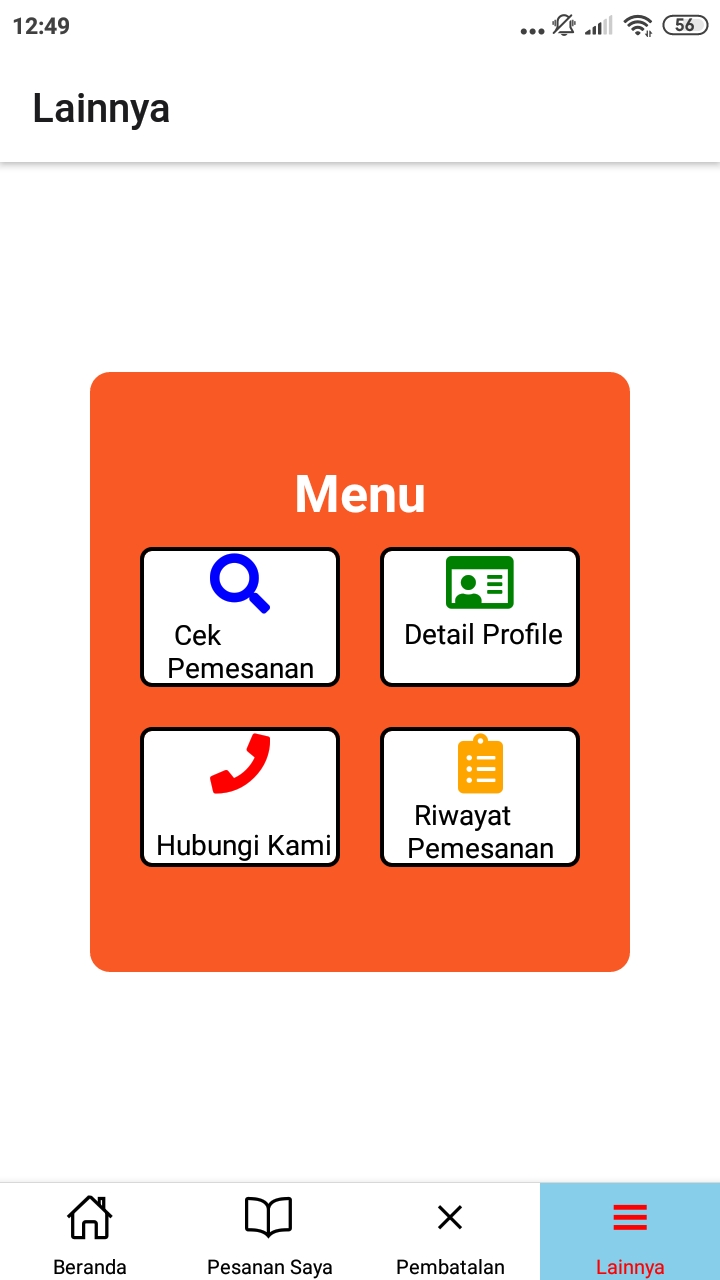 12:49
56
Lainnya
Menu
Cek
Pemesanan
Detail Profile
Hubungi Kami
Riwayat
Pemesanan
Beranda
Pesanan Saya
Pembatalan
Lainnya